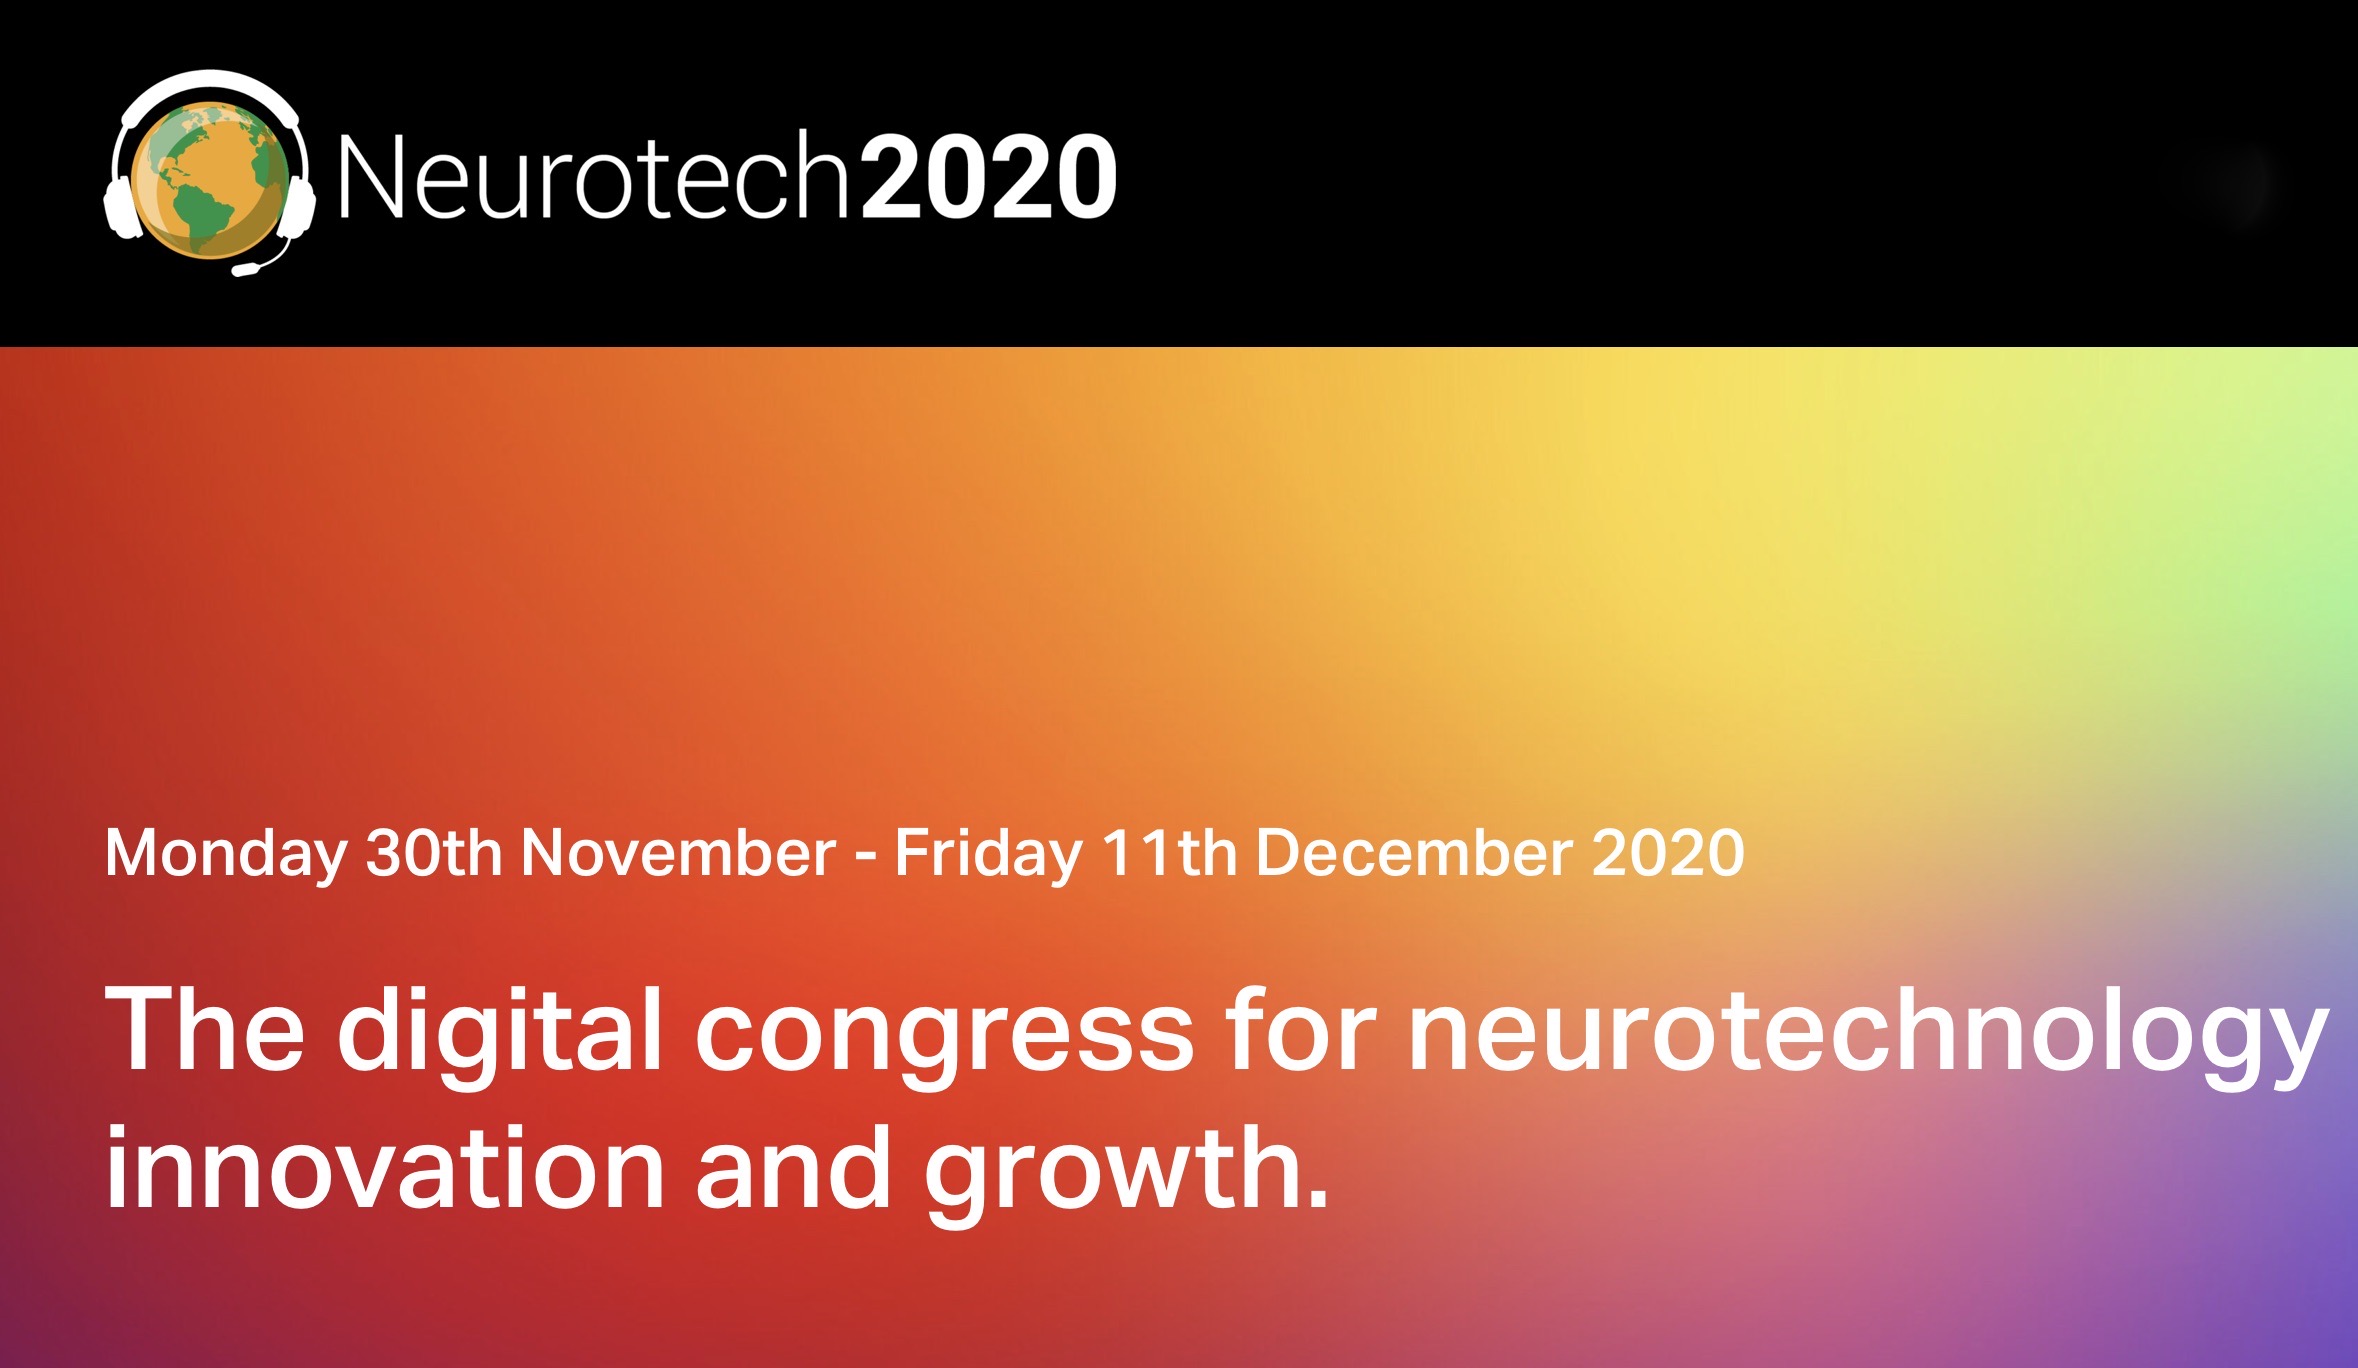 Neurotech2020
Monday 30th November - Friday 11th December 2020
The digital congress for neurotechnology
innovation and growth.